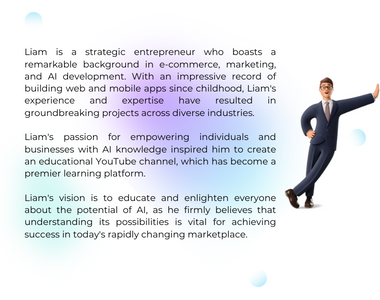 Liam is a strategic entrepreneur who boasts a
remarkable background in e-commerce, marketing,
and AI development. With an impressive record of
building web and mobile apps since childhood, Liam's
experience and expertise have resulted in
groundbreaking projects across diverse industries.
Liam's passion for empowering individuals and
businesses with AI knowledge inspired him to create
an educational YouTube channel, which has become a
premier learning platform.
Liam's vision is to educate and enlighten everyone
about the potential of AI, as he firmly believes that
understanding its possibilities is vital for achieving
success in today's rapidly changing marketplace.